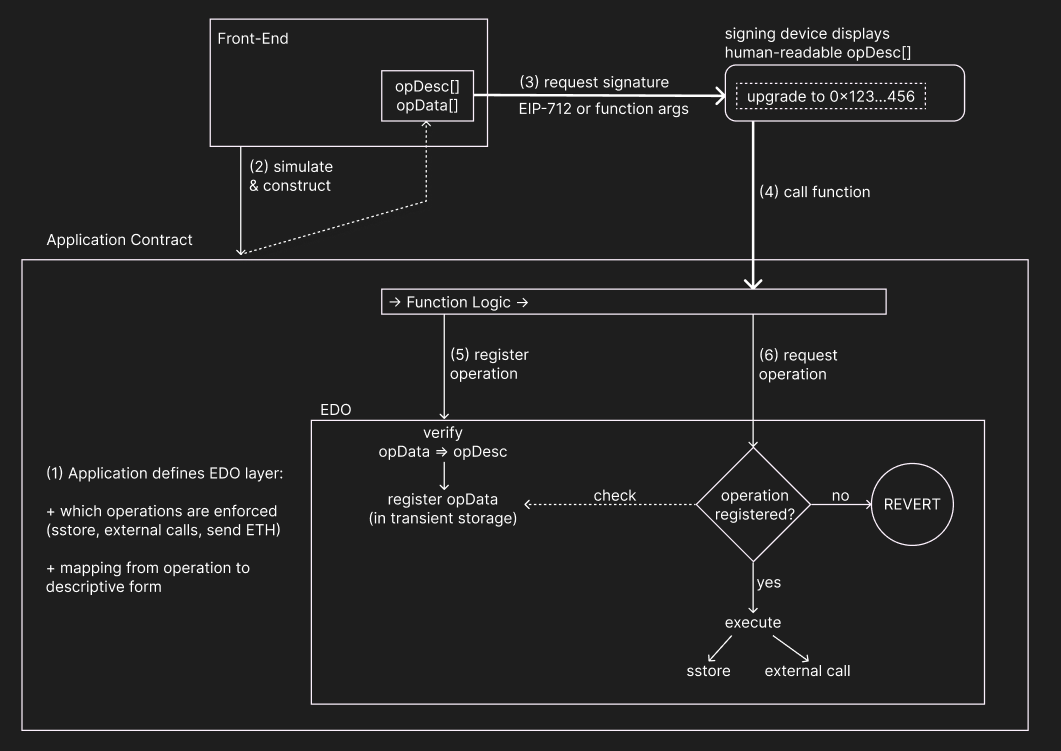 Front-End
opDesc[]
opData[]
(3) request signature
EIP-712 or function args
signing device displays
human-readable opDesc[]
upgrade to 0×123...456
(2) simulate
& construct
(4) call function
Application Contract
→ Function Logic →
(5) register
operation
(6) request
operation
EDO
verify
opData ⇒ opDesc
register opData
(in transient storage)
check
operation
registered?
no
REVERT
yes
execute
sstore
external call
(1) Application defines EDO layer:
+ which operations are enforced
(sstore, external calls, send ETH)
+ mapping from operation to
descriptive form